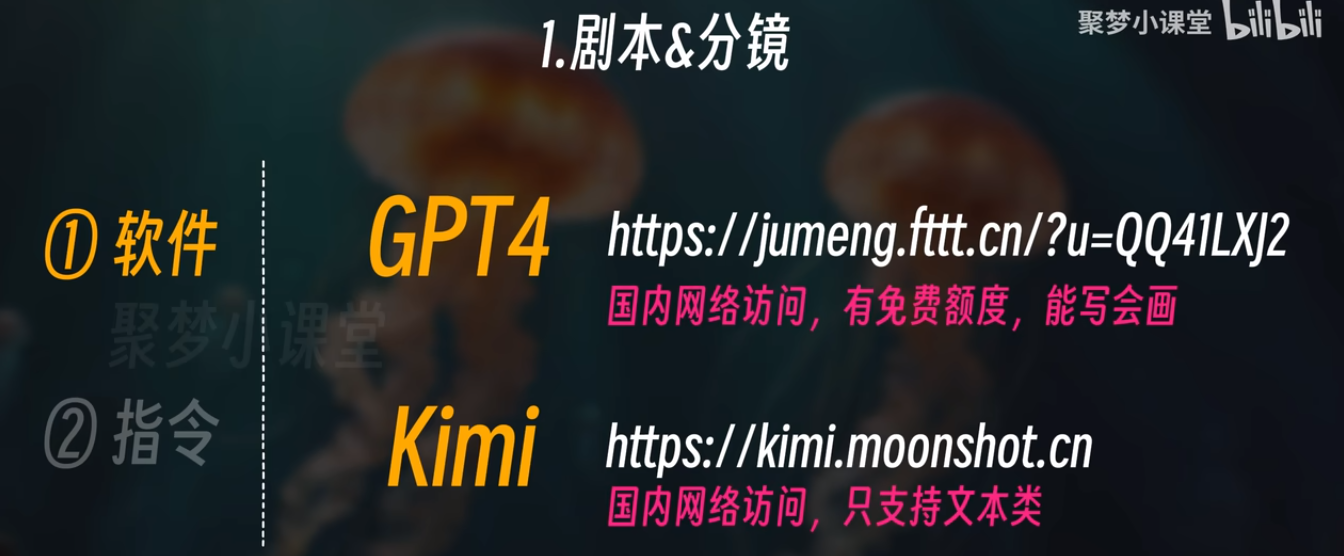 聚梦小课堂 bilibili
1.剧本&分镜
① 软件
GPT4
https://jumeng.fttt.cn/?u=QQ41LXJ2
国内网络访问，有免费额度，能写会画
聚梦小课堂
② 指令
Kimi
https://kimi.moonshot.cn
国内网络访问，只支持文本类